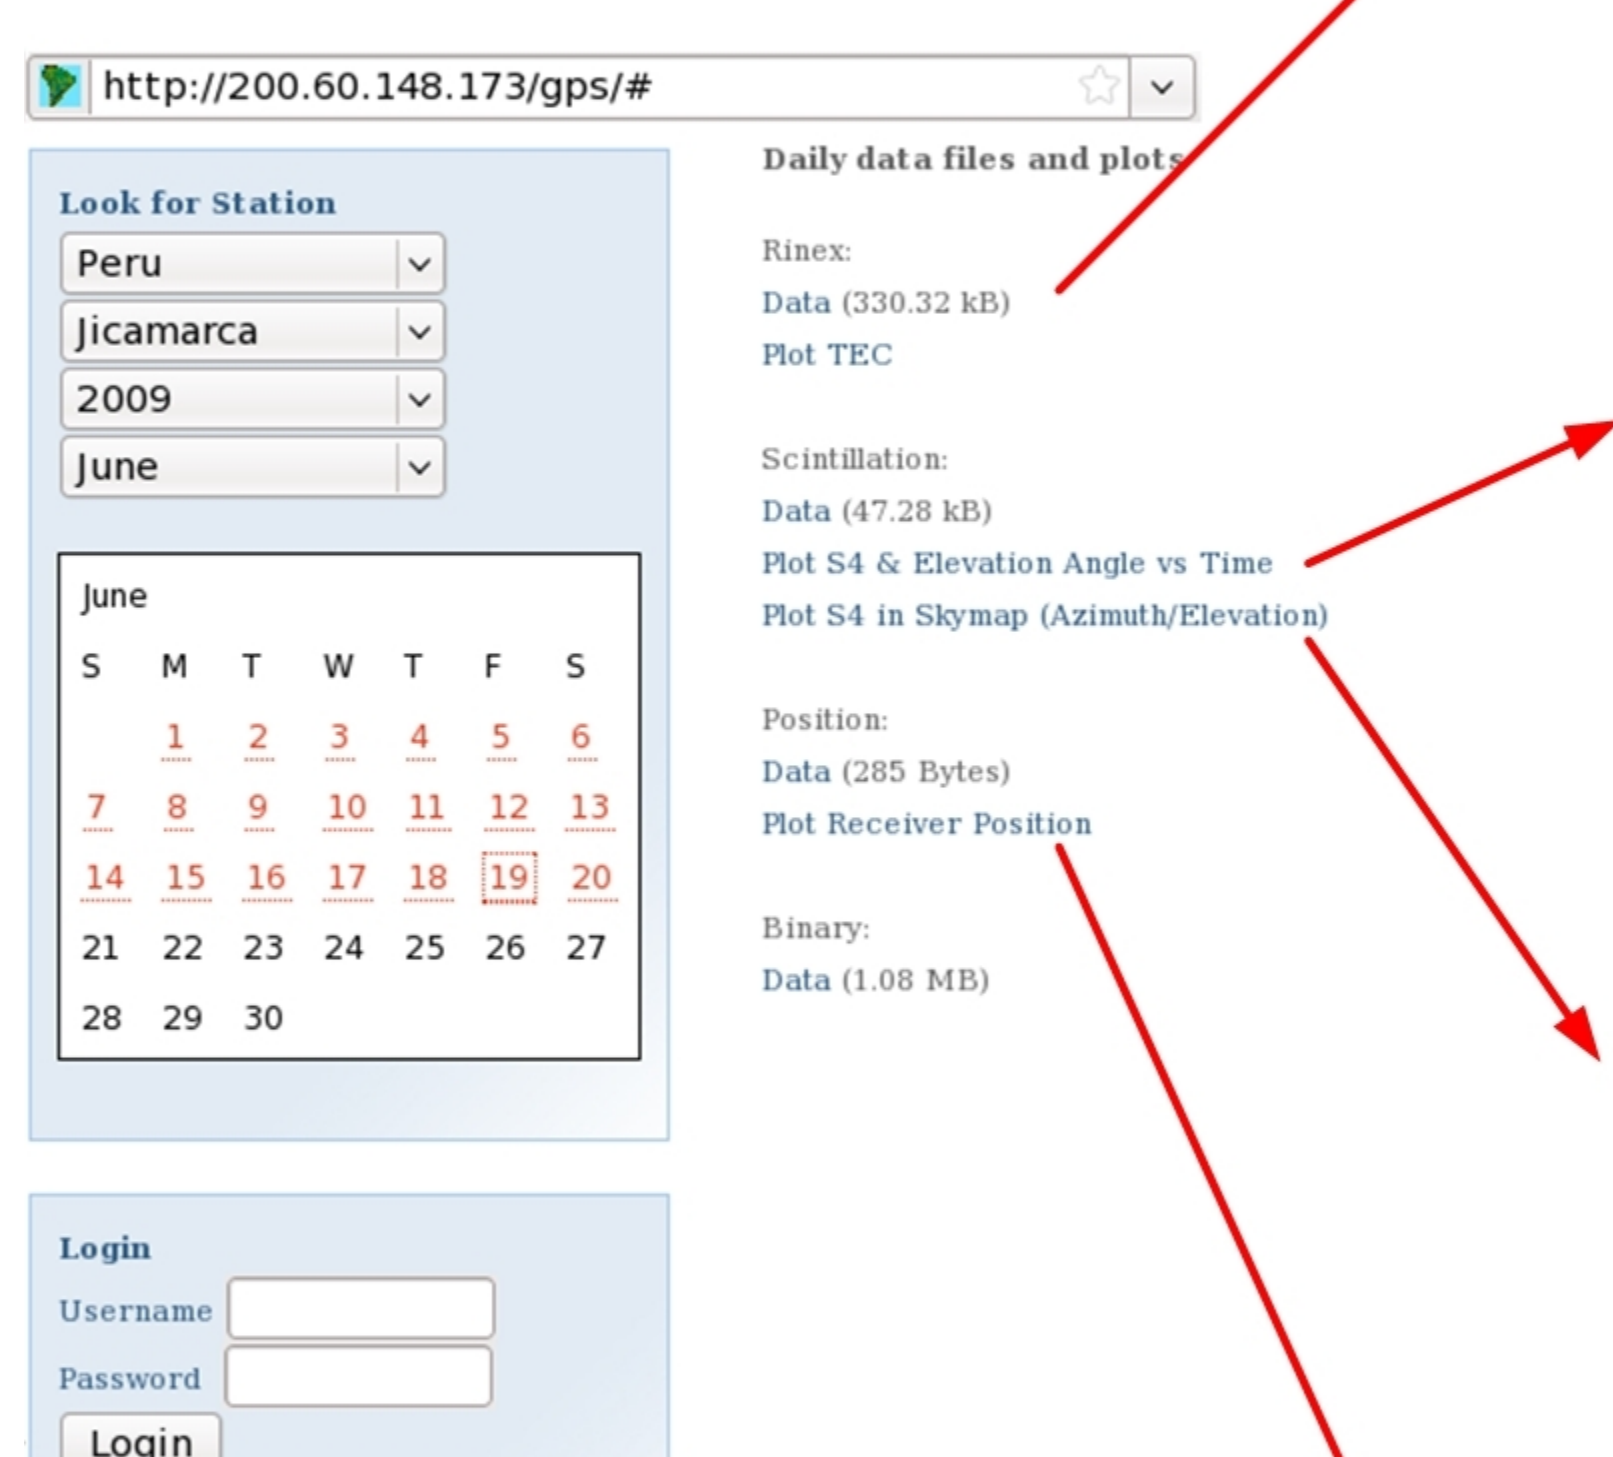 http://200.60.148.173/gps/#
Look for Station
Peru
Jicamarca
2009
June
June
S M T W T F S
1 2 3 4 5 6
7 8 9 10 11 12 13
14 15 16 17 18 19 20
21 22 23 24 25 26 27
28 29 30
Login
Username
Password
Login
Daily data files and plots
Rinex:
Data (330.32 kB)
Plot TEC
Scintillation:
Data (47.28 kB)
Plot S4 & Elevation Angle vs Time
Plot S4 in Skymap (Azimuth/Elevation)
Position:
Data (285 Bytes)
Plot Receiver Position
Binary:
Data (1.08 MB)